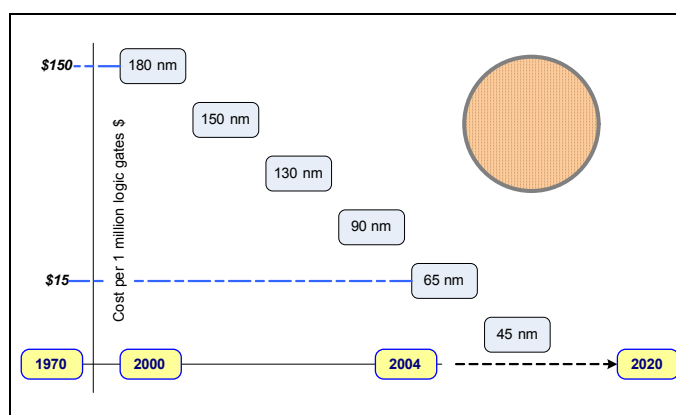 $150
180 nm
150 nm
130 nm
90 nm
$15
65 nm
45 nm
Cost per 1 million logic gates $
1970
2000
2004
2020